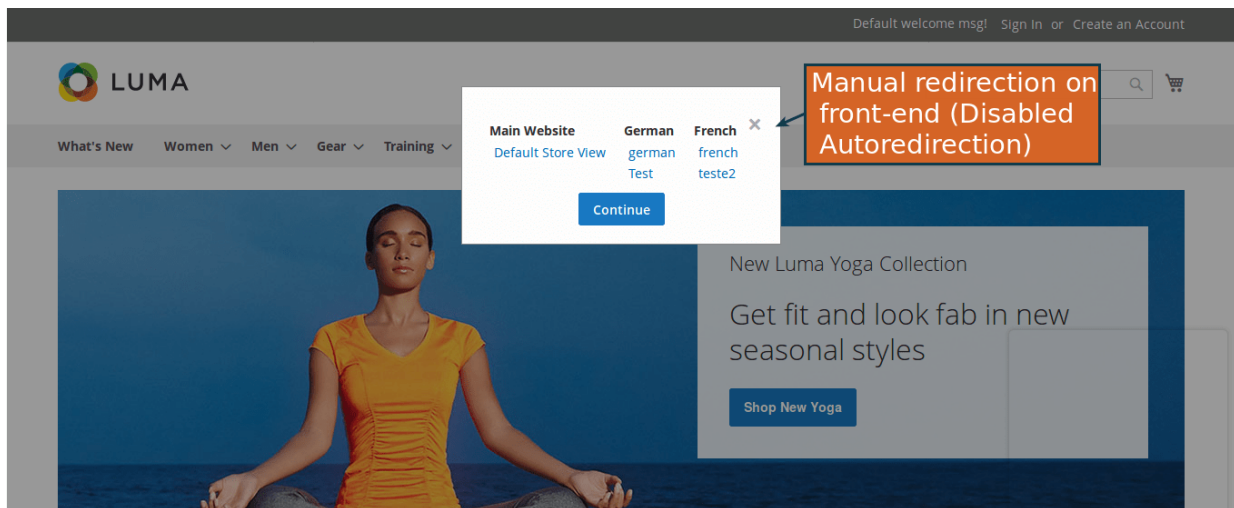 Default welcome msg! Sign In or Create an Account
LUMA
Manual redirection on
front-end (Disabled
Autoredirection)
What's New Women Men Gear Training
Main Website German French
Default Store View german french
Test teste2
Continue
New Luma Yoga Collection
Get fit and look fab in new
seasonal styles
Shop New Yoga